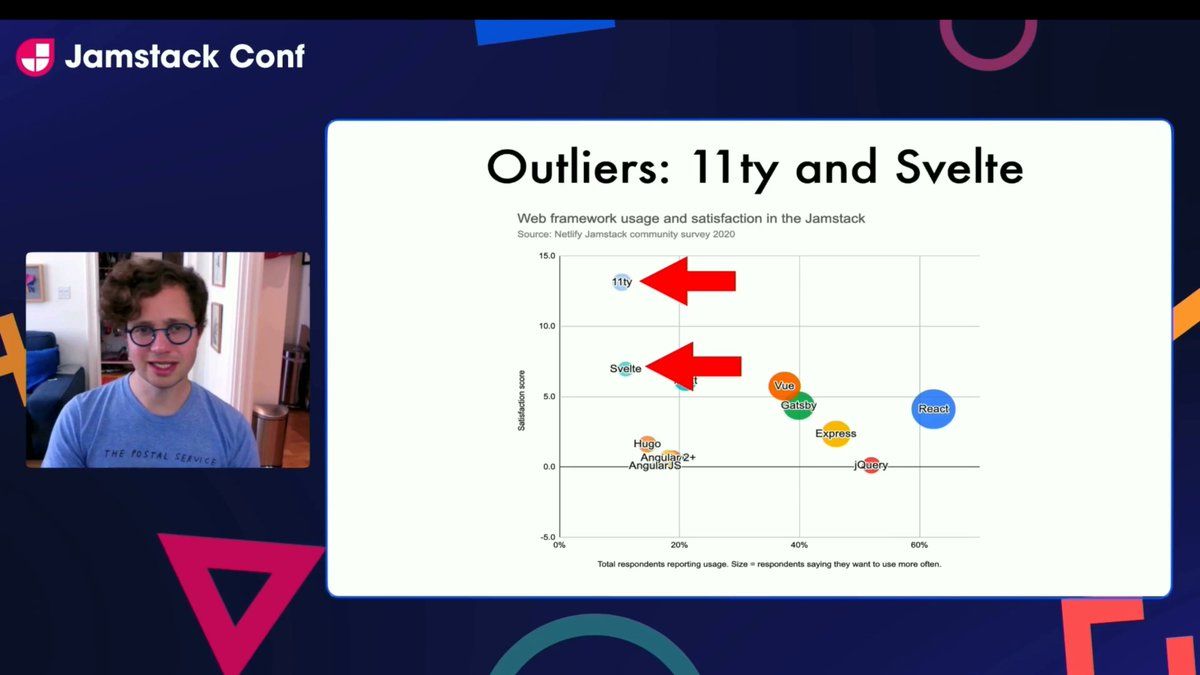 Jamstack Conf
Outliers: 11ty and Svelte
Web framework usage and satisfaction in the Jamstack
Source: Netlify Jamstack community survey 2020
15.0
11ty
10.0
Svelte
Satisfaction score
5.0
Vue
Gatsby
React
Express
Hugo
Angular 2+
AngularJS
jQuery
0.0
-5.0
0%
20%
40%
60%
Total respondents reporting usage. Size = respondents saying they want to use more often.
THE POSTAL SERVICE